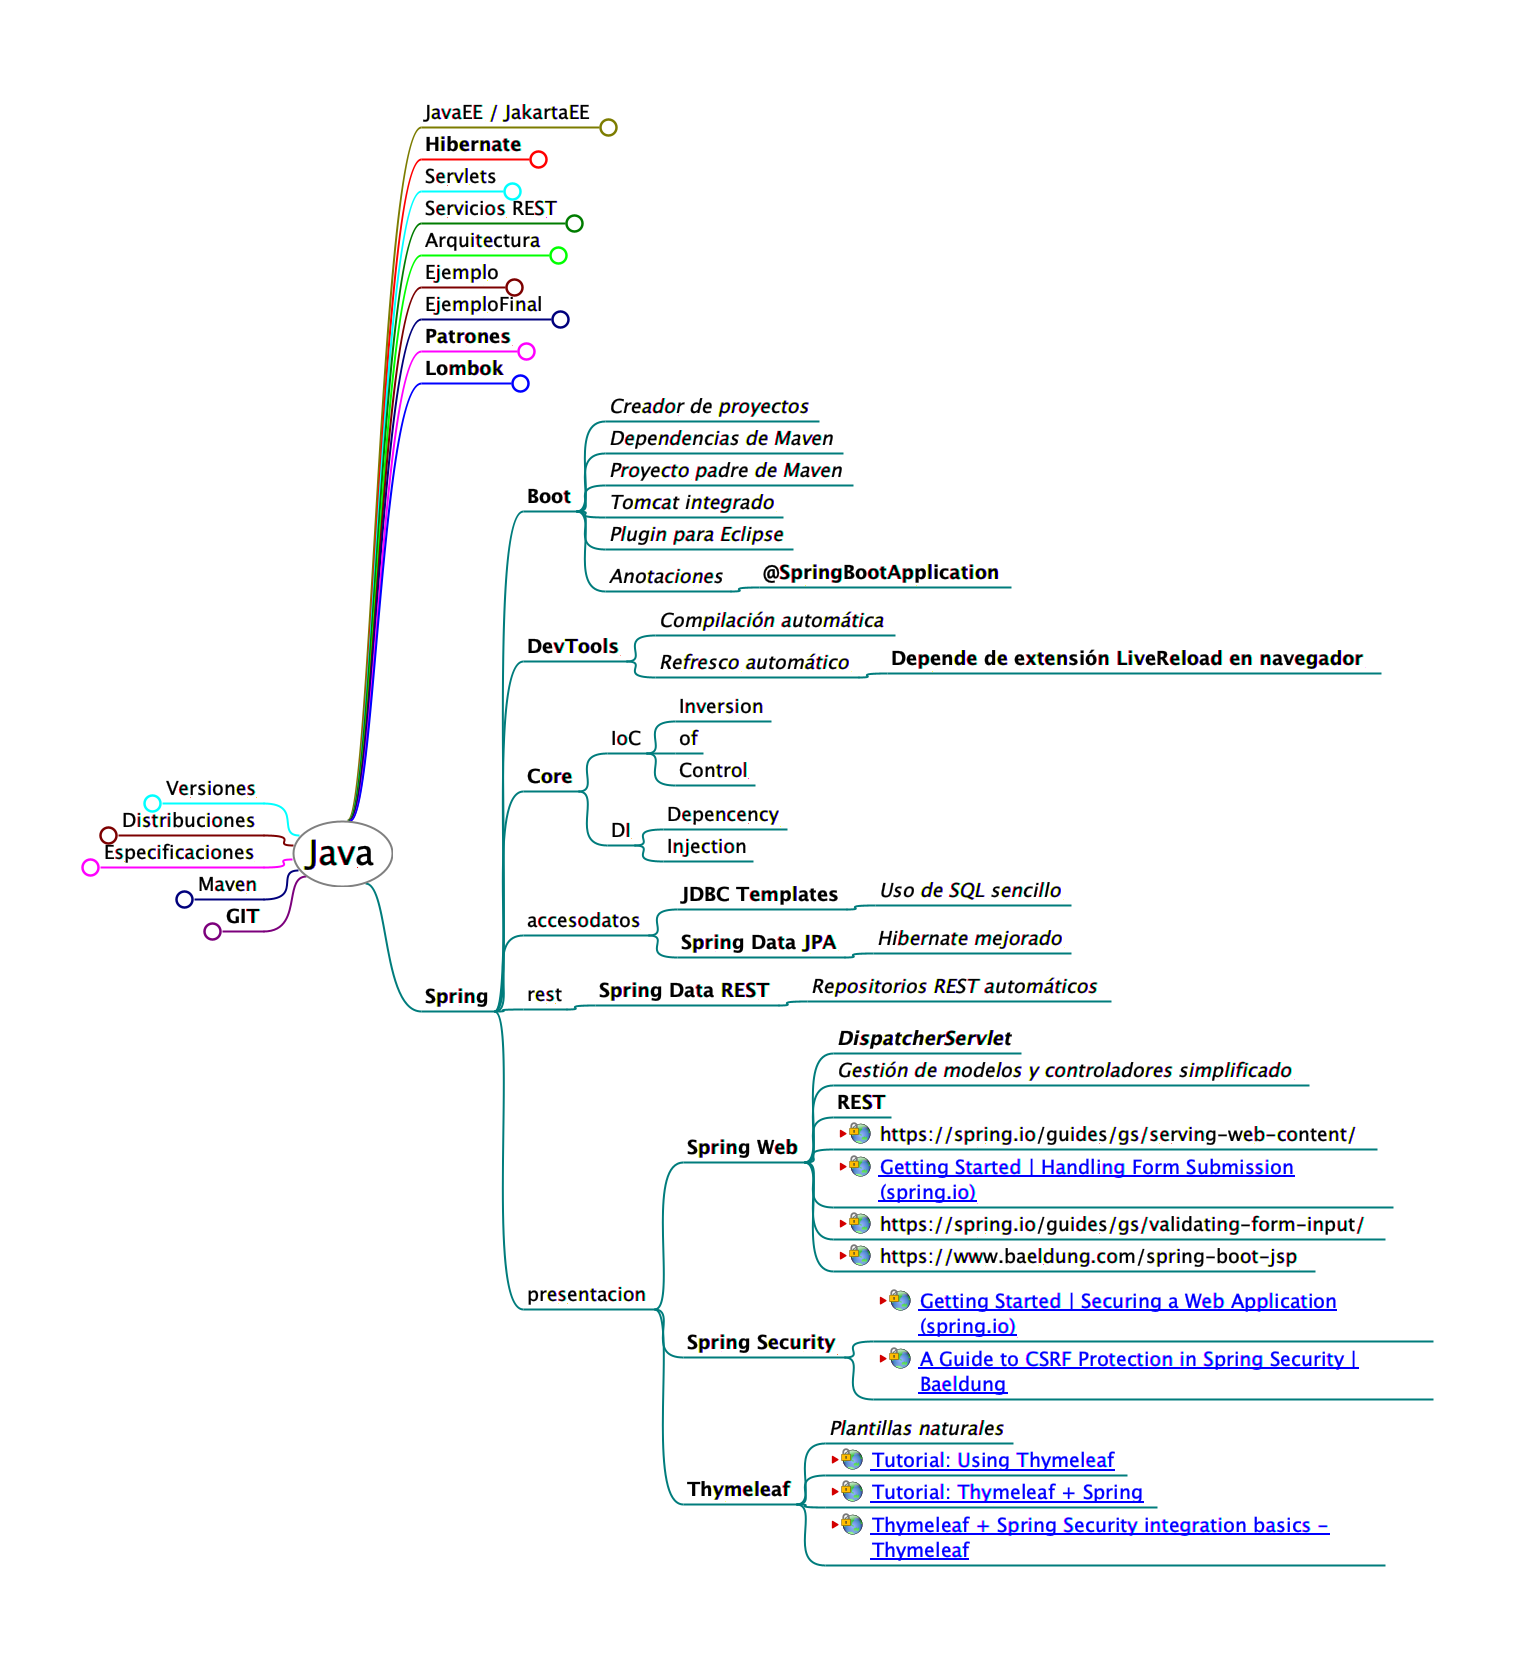 JavaEE / JakartaEE
Hibernate
Servlets
Servicios REST
Arquitectura
Ejemplo
EjemploFinal
Patrones
Lombok
Creador de proyectos
Dependencias de Maven
Proyecto padre de Maven
Boot
Tomcat integrado
Plugin para Eclipse
Anotaciones
@SpringBootApplication
Compilación automática
DevTools
Refresco automático
Depende de extensión LiveReload en navegador
Inversion
IoC
of
Control
Core
DI
Depencency
Injection
Versiones
Distribuciones
Especificaciones
Maven
GIT
Java
JDBC Templates
Uso de SQL sencillo
accesodatos
Spring Data JPA
Hibernate mejorado
Spring
rest
Spring Data REST
Repositorios REST automáticos
DispatcherServlet
Gestión de modelos y controladores simplificado
REST
Spring Web
https://spring.io/guides/gs/serving-web-content/
Getting Started | Handling Form Submission
(spring.io)
https://spring.io/guides/gs/validating-form-input/
https://www.baeldung.com/spring-boot-jsp
presentacion
Getting Started | Securing a Web Application
(spring.io)
Spring Security
A Guide to CSRF Protection in Spring Security |
Baeldung
Plantillas naturales
Tutorial: Using Thymeleaf
Thymeleaf
Tutorial: Thymeleaf + Spring
Thymeleaf + Spring Security integration basics -
Thymeleaf